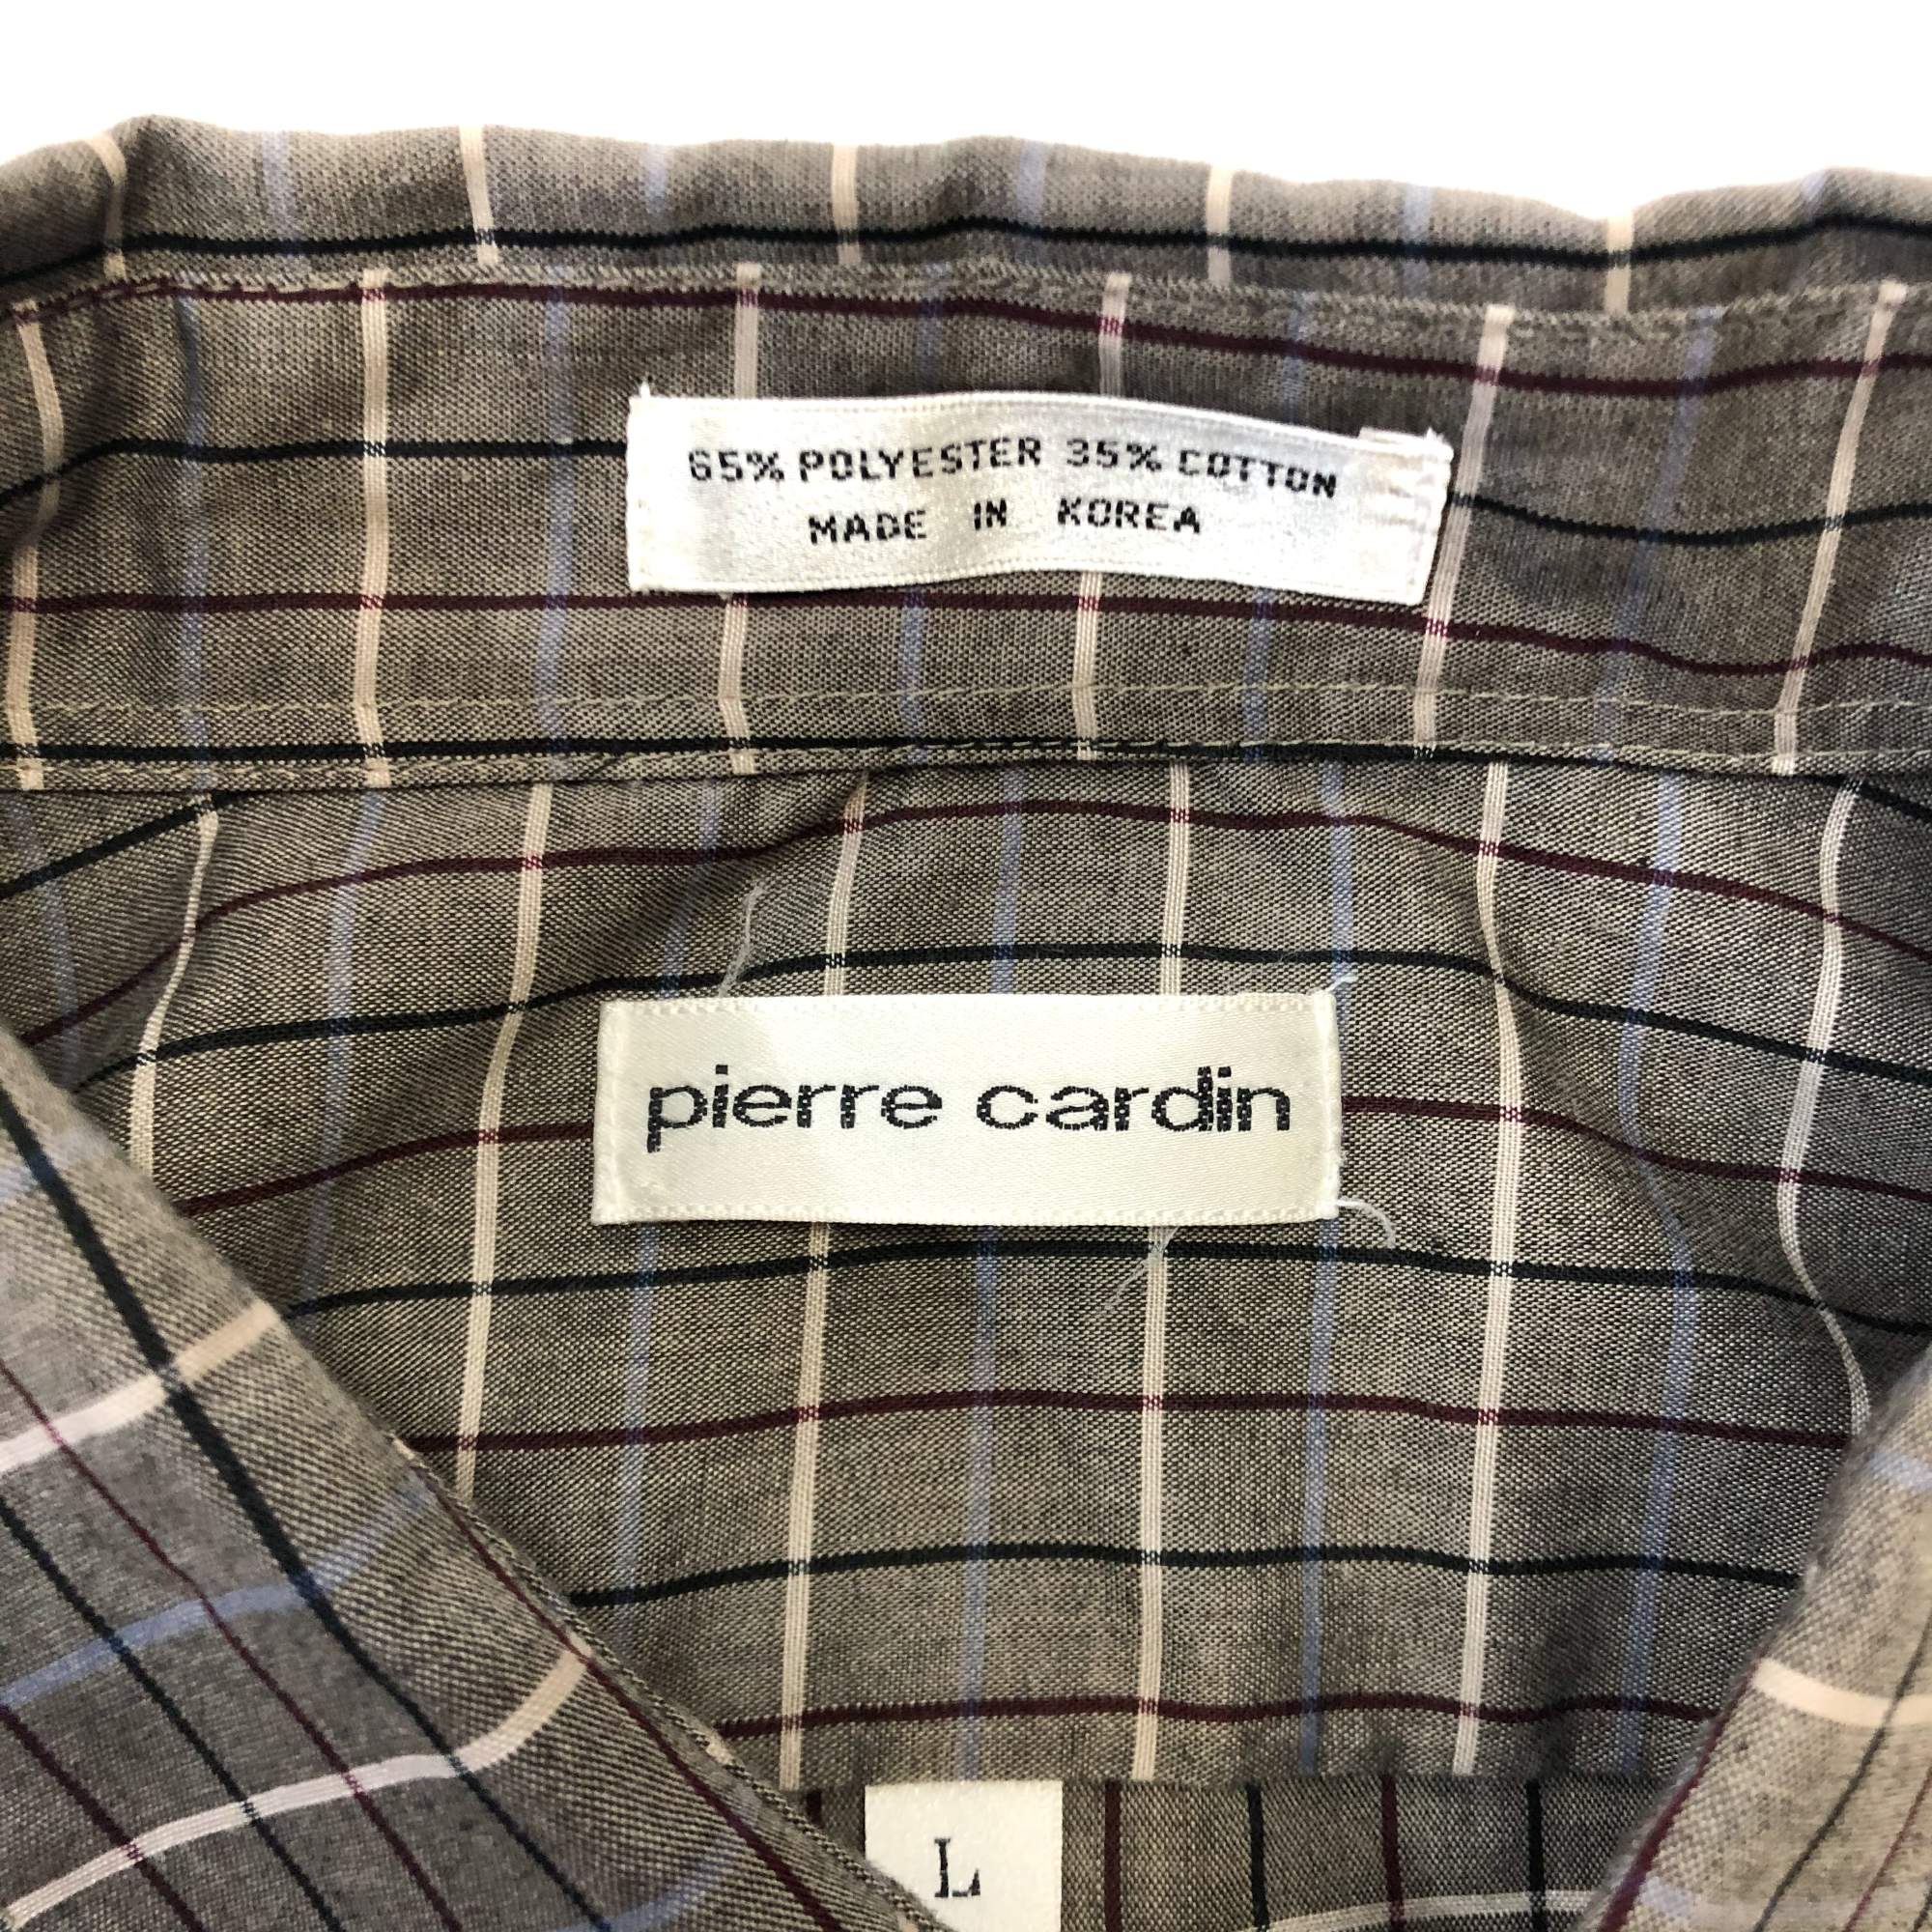 65% POLYESTER 35% COTTON
MADE IN KOREA
pierre cardin
L